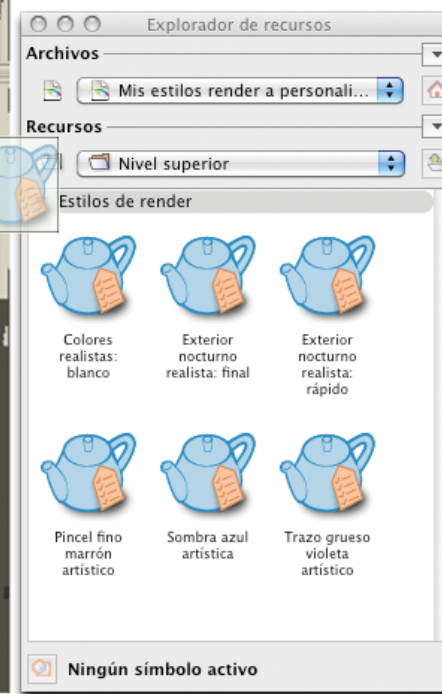 Explorador de recursos
Archivos
Mis estilos render a personali...
Recursos
Nivel superior
Estilos de render
Colores
realistas:
blanco
Exterior
nocturno
realista: final
Exterior
nocturno
realista:
rápido
Pincel fino
marrón
artístico
Sombra azul
artística
Trazo grueso
violeta
artístico
Ningún símbolo activo